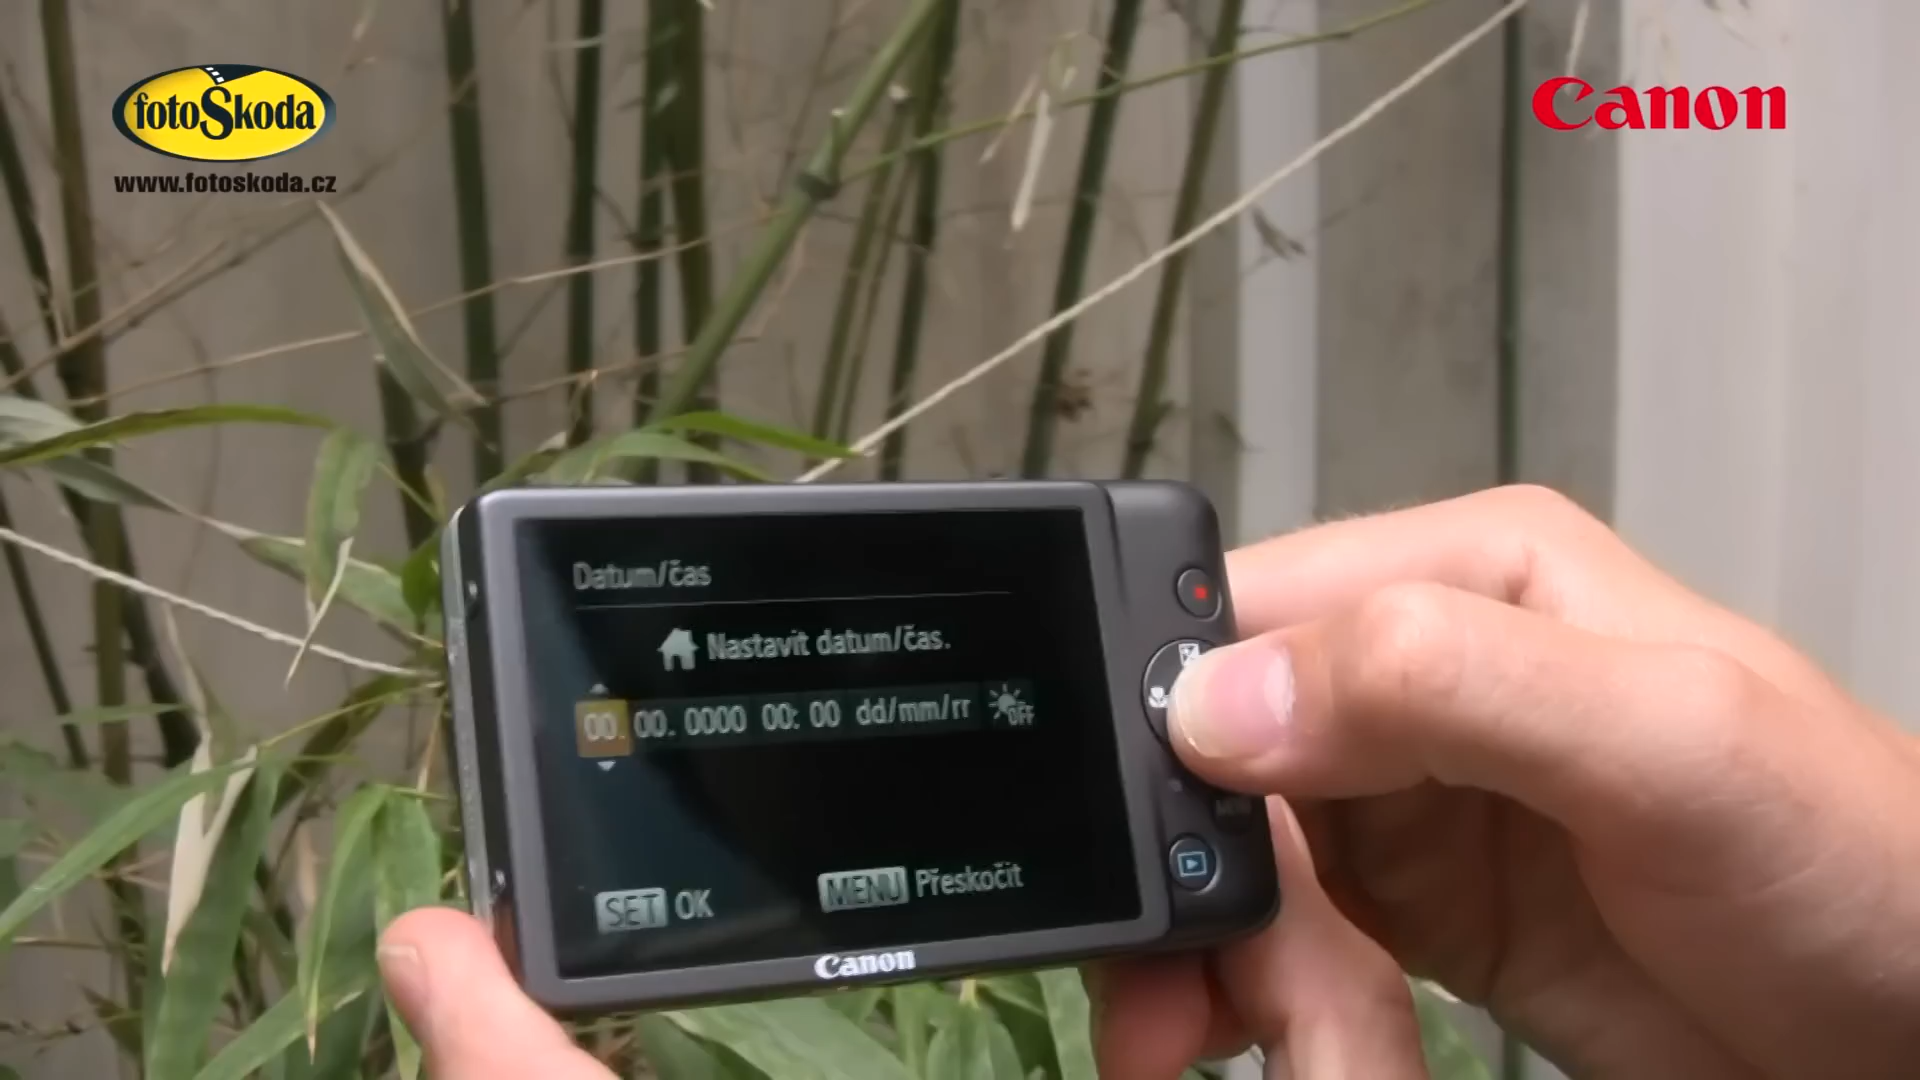 fotoŠkoda
www.fotoskoda.cz
Canon
Datum/čas
Nastavit datum/čas.
00. 00. 0000 00: 00 dd/mm/rr OFF
SET OK
MENU Přeskočit
Canon